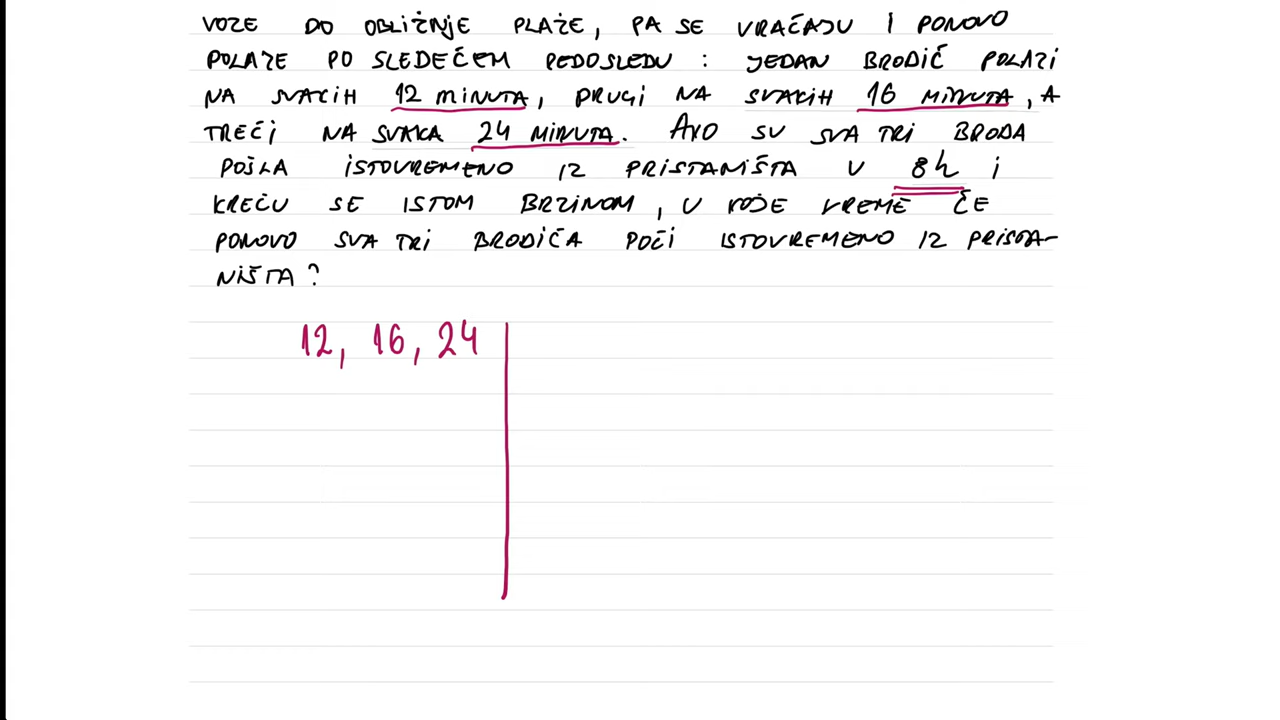 VOZE DO OBLIŽNJE PLAŽE, PA SE VRAĆAJU I PONOVO
POLAZE PO SLEDEĆEM REDOSLEDU : JEDAN BRODIĆ POLAZI
NA SVAKIH 12 MINUTA, DRUGI NA SVAKIH 16 MINUTA, A
TREĆI NA SVAKA 24 MINUTA. AKO SU SVA TRI BRODA
POŠLA ISTOVREMENO IZ PRISTANIŠTA U 8h I
KREĆU SE ISTOM BRZINOM, U KOJE VREME ĆE
PONOVO SVA TRI BRODIĆA POĆI ISTOVREMENO IZ PRISTA-
NIŠTA?
12, 16, 24